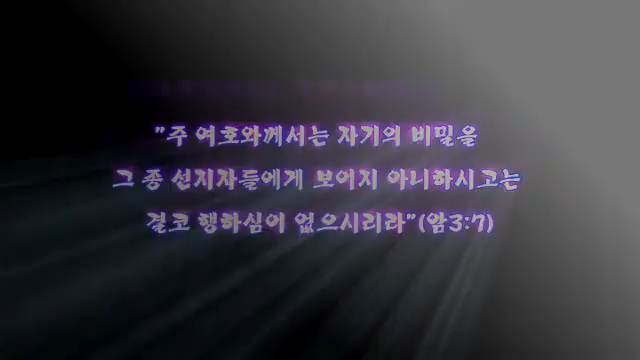 "주 여호와께서는 자기의 비밀을
그 종 선지자들에게 보이지 아니하시고는
결코 행하심이 없으시리라"(암3:7)